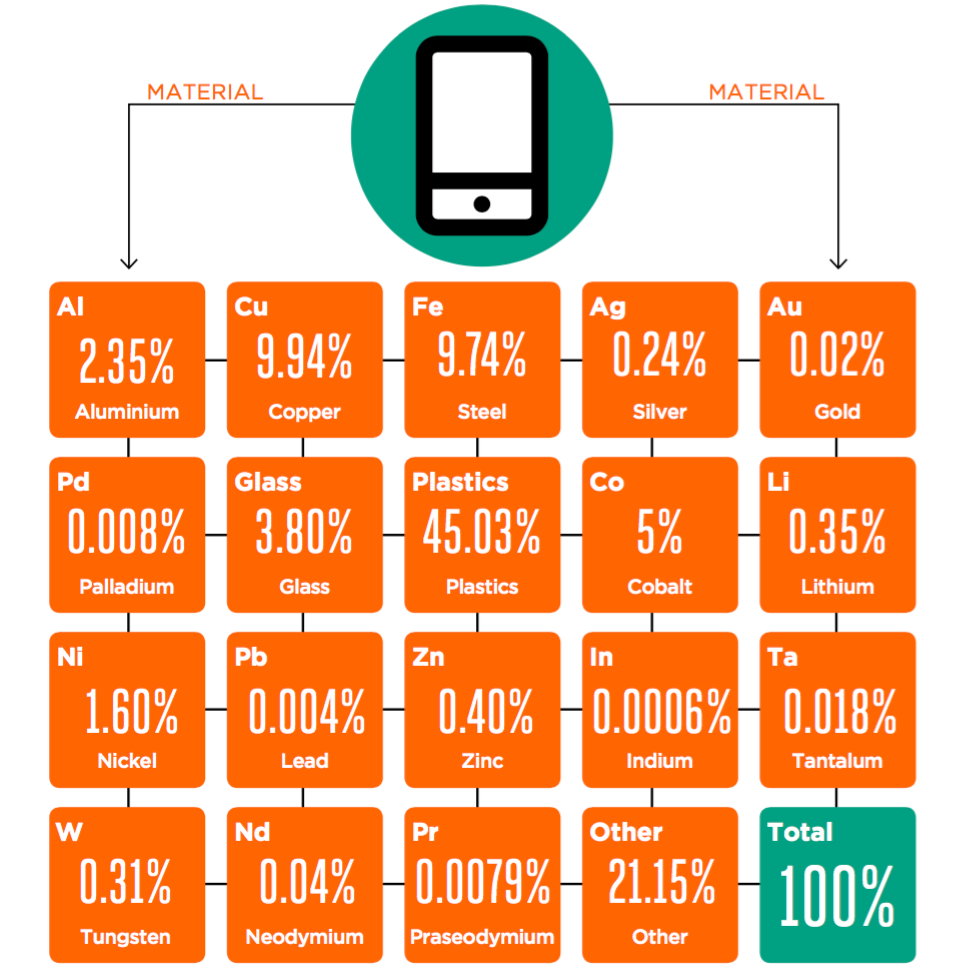 MATERIAL
MATERIAL
Al
2.35%
Aluminium
Cu
9.94%
Copper
Fe
9.74%
Steel
Ag
0.24%
Silver
Au
0.02%
Gold
Pd
0.008%
Palladium
Glass
3.80%
Glass
Plastics
45.03%
Plastics
Co
5%
Cobalt
Li
0.35%
Lithium
Ni
1.60%
Nickel
Pb
0.004%
Lead
Zn
0.40%
Zinc
In
0.0006%
Indium
Ta
0.018%
Tantalum
W
0.31%
Tungsten
Nd
0.04%
Neodymium
Pr
0.0079%
Praseodymium
Other
21.15%
Other
Total
100%